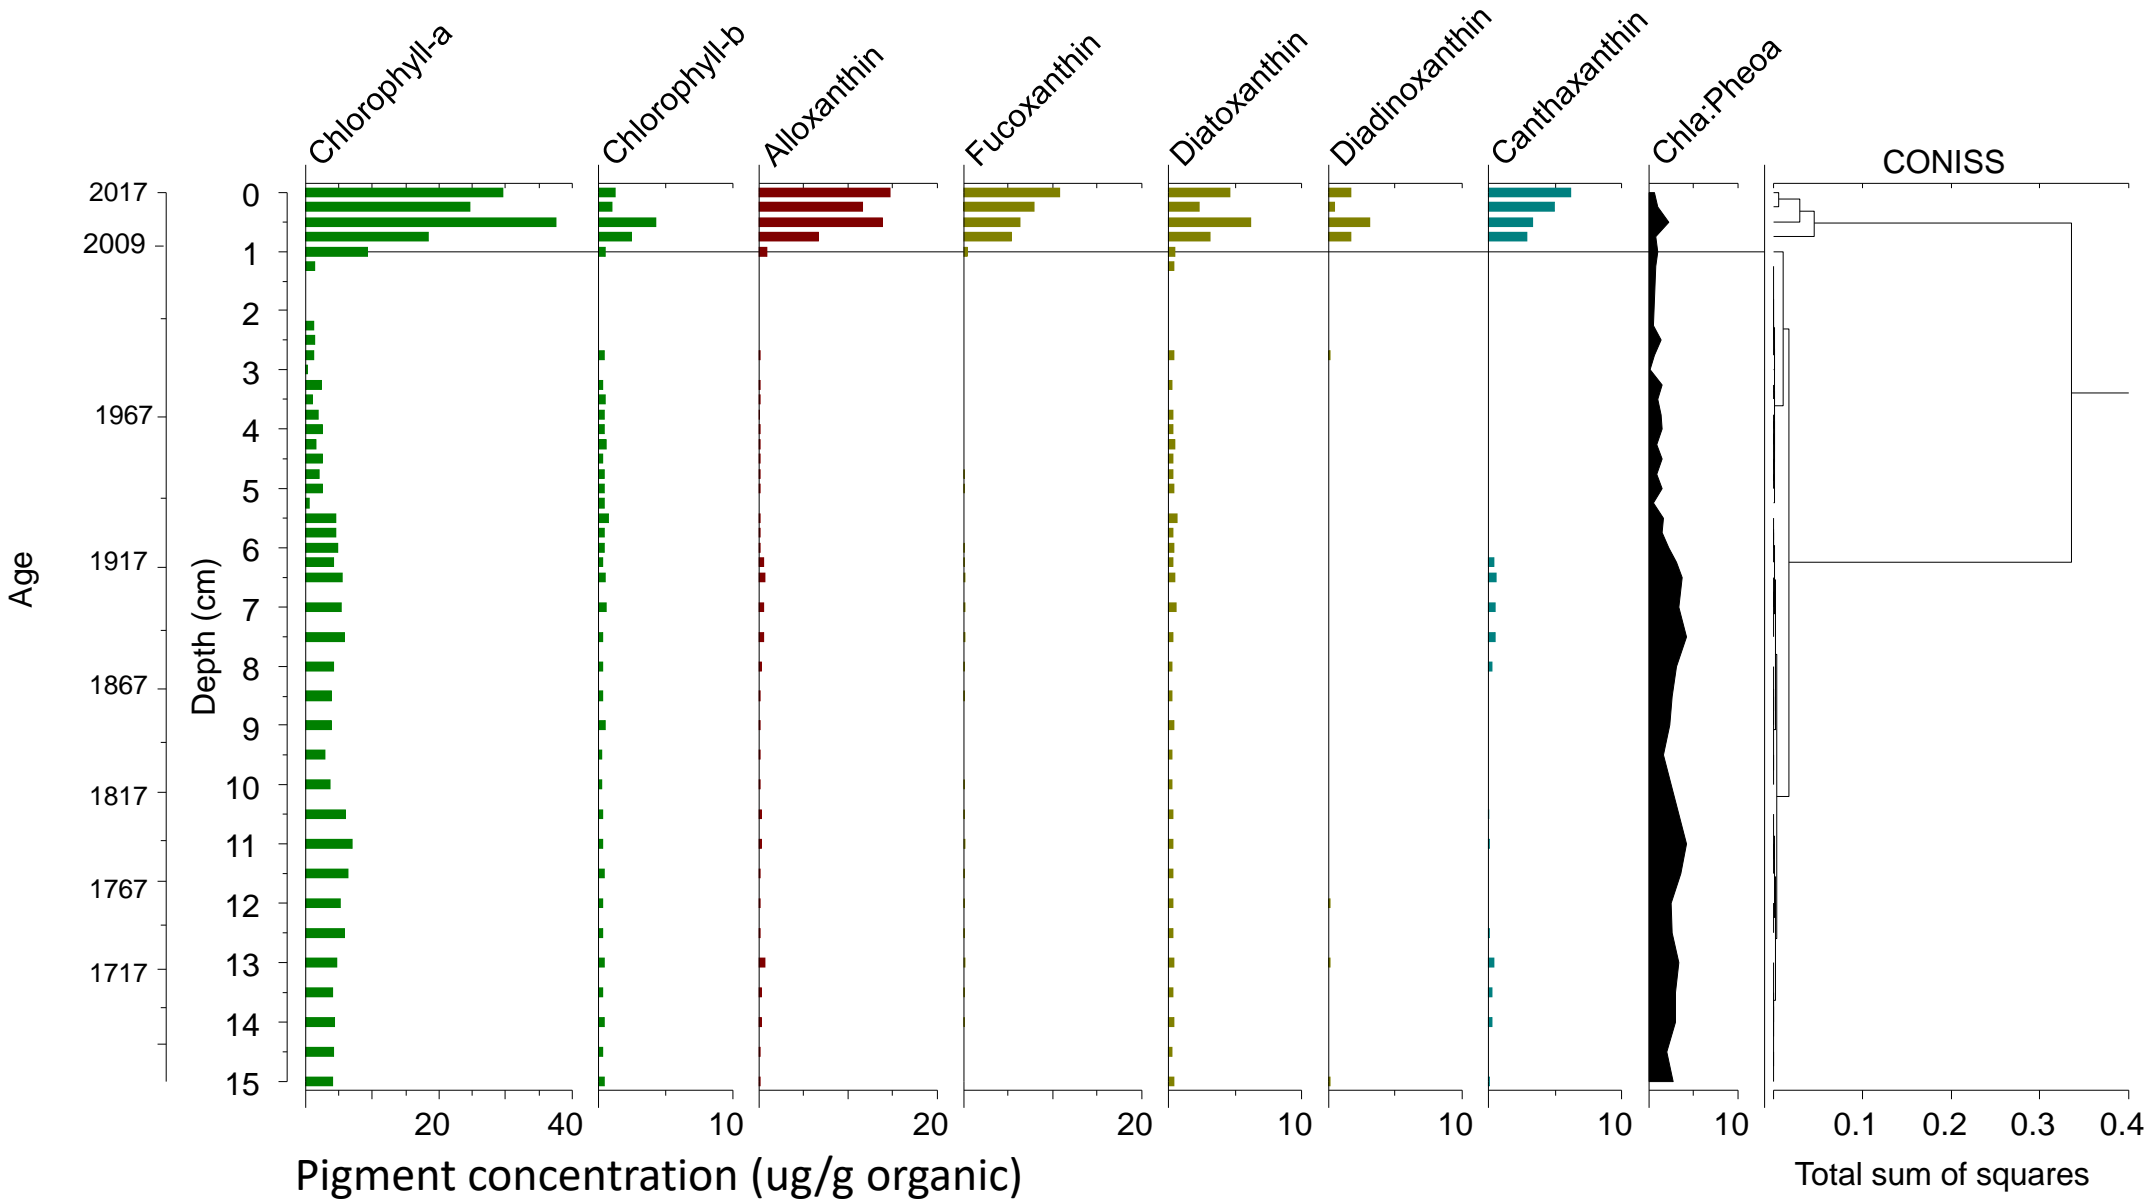 Chlorophyll-a
Chlorophyll-b
Alloxanthin
Fucoxanthin
Diatoxanthin
Diadinoxanthin
Canthaxanthin
Chla:Pheoa
CONISS
Age
2017
2009
1967
1917
1867
1817
1767
1717
Depth (cm)
0
1
2
3
4
5
6
7
8
9
10
11
12
13
14
15
20 40
10
20
20
10
10
10
10
0.1 0.2 0.3 0.4
Pigment concentration (ug/g organic)
Total sum of squares